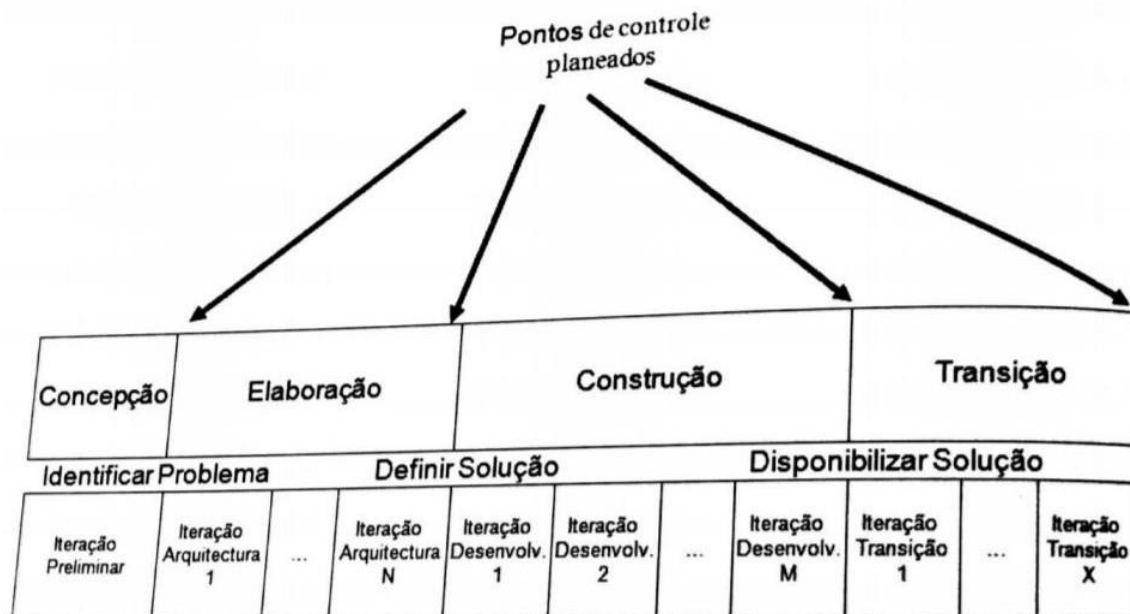 Pontos de controle
planeados
Concepção Elaboração Construção Transição
Identificar Problema Definir Solução Disponibilizar Solução
Iteração
Preliminar
Iteração
Arquitectura
1
...
Iteração
Arquitectura
N
Iteração
Desenvolv.
1
Iteração
Desenvolv.
2
...
Iteração
Desenvolv.
M
Iteração
Transição
1
...
Iteração
Transição
X